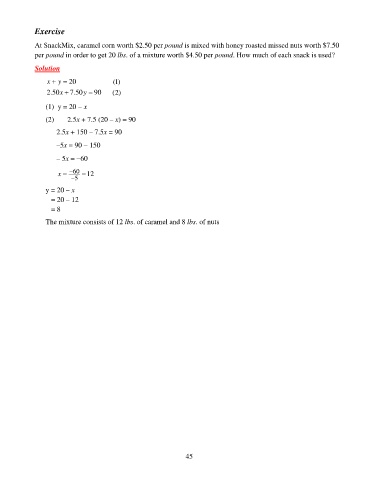 Exercise
At SnackMix, caramel corn worth $2.50 per pound is mixed with honey roasted missed nuts worth $7.50
per pound in order to get 20 lbs. of a mixture worth $4.50 per pound. How much of each snack is used?
Solution
x + y = 20 (1)
2.50x + 7.50y = 90 (2)
(1) y = 20 – x
(2) 2.5x + 7.5 (20 – x) = 90
2.5x + 150 – 7.5x = 90
–5x = 90 – 150
– 5x = –60
x = –60/–5 = 12
y = 20 – x
= 20 – 12
= 8
The mixture consists of 12 lbs. of caramel and 8 lbs. of nuts
45